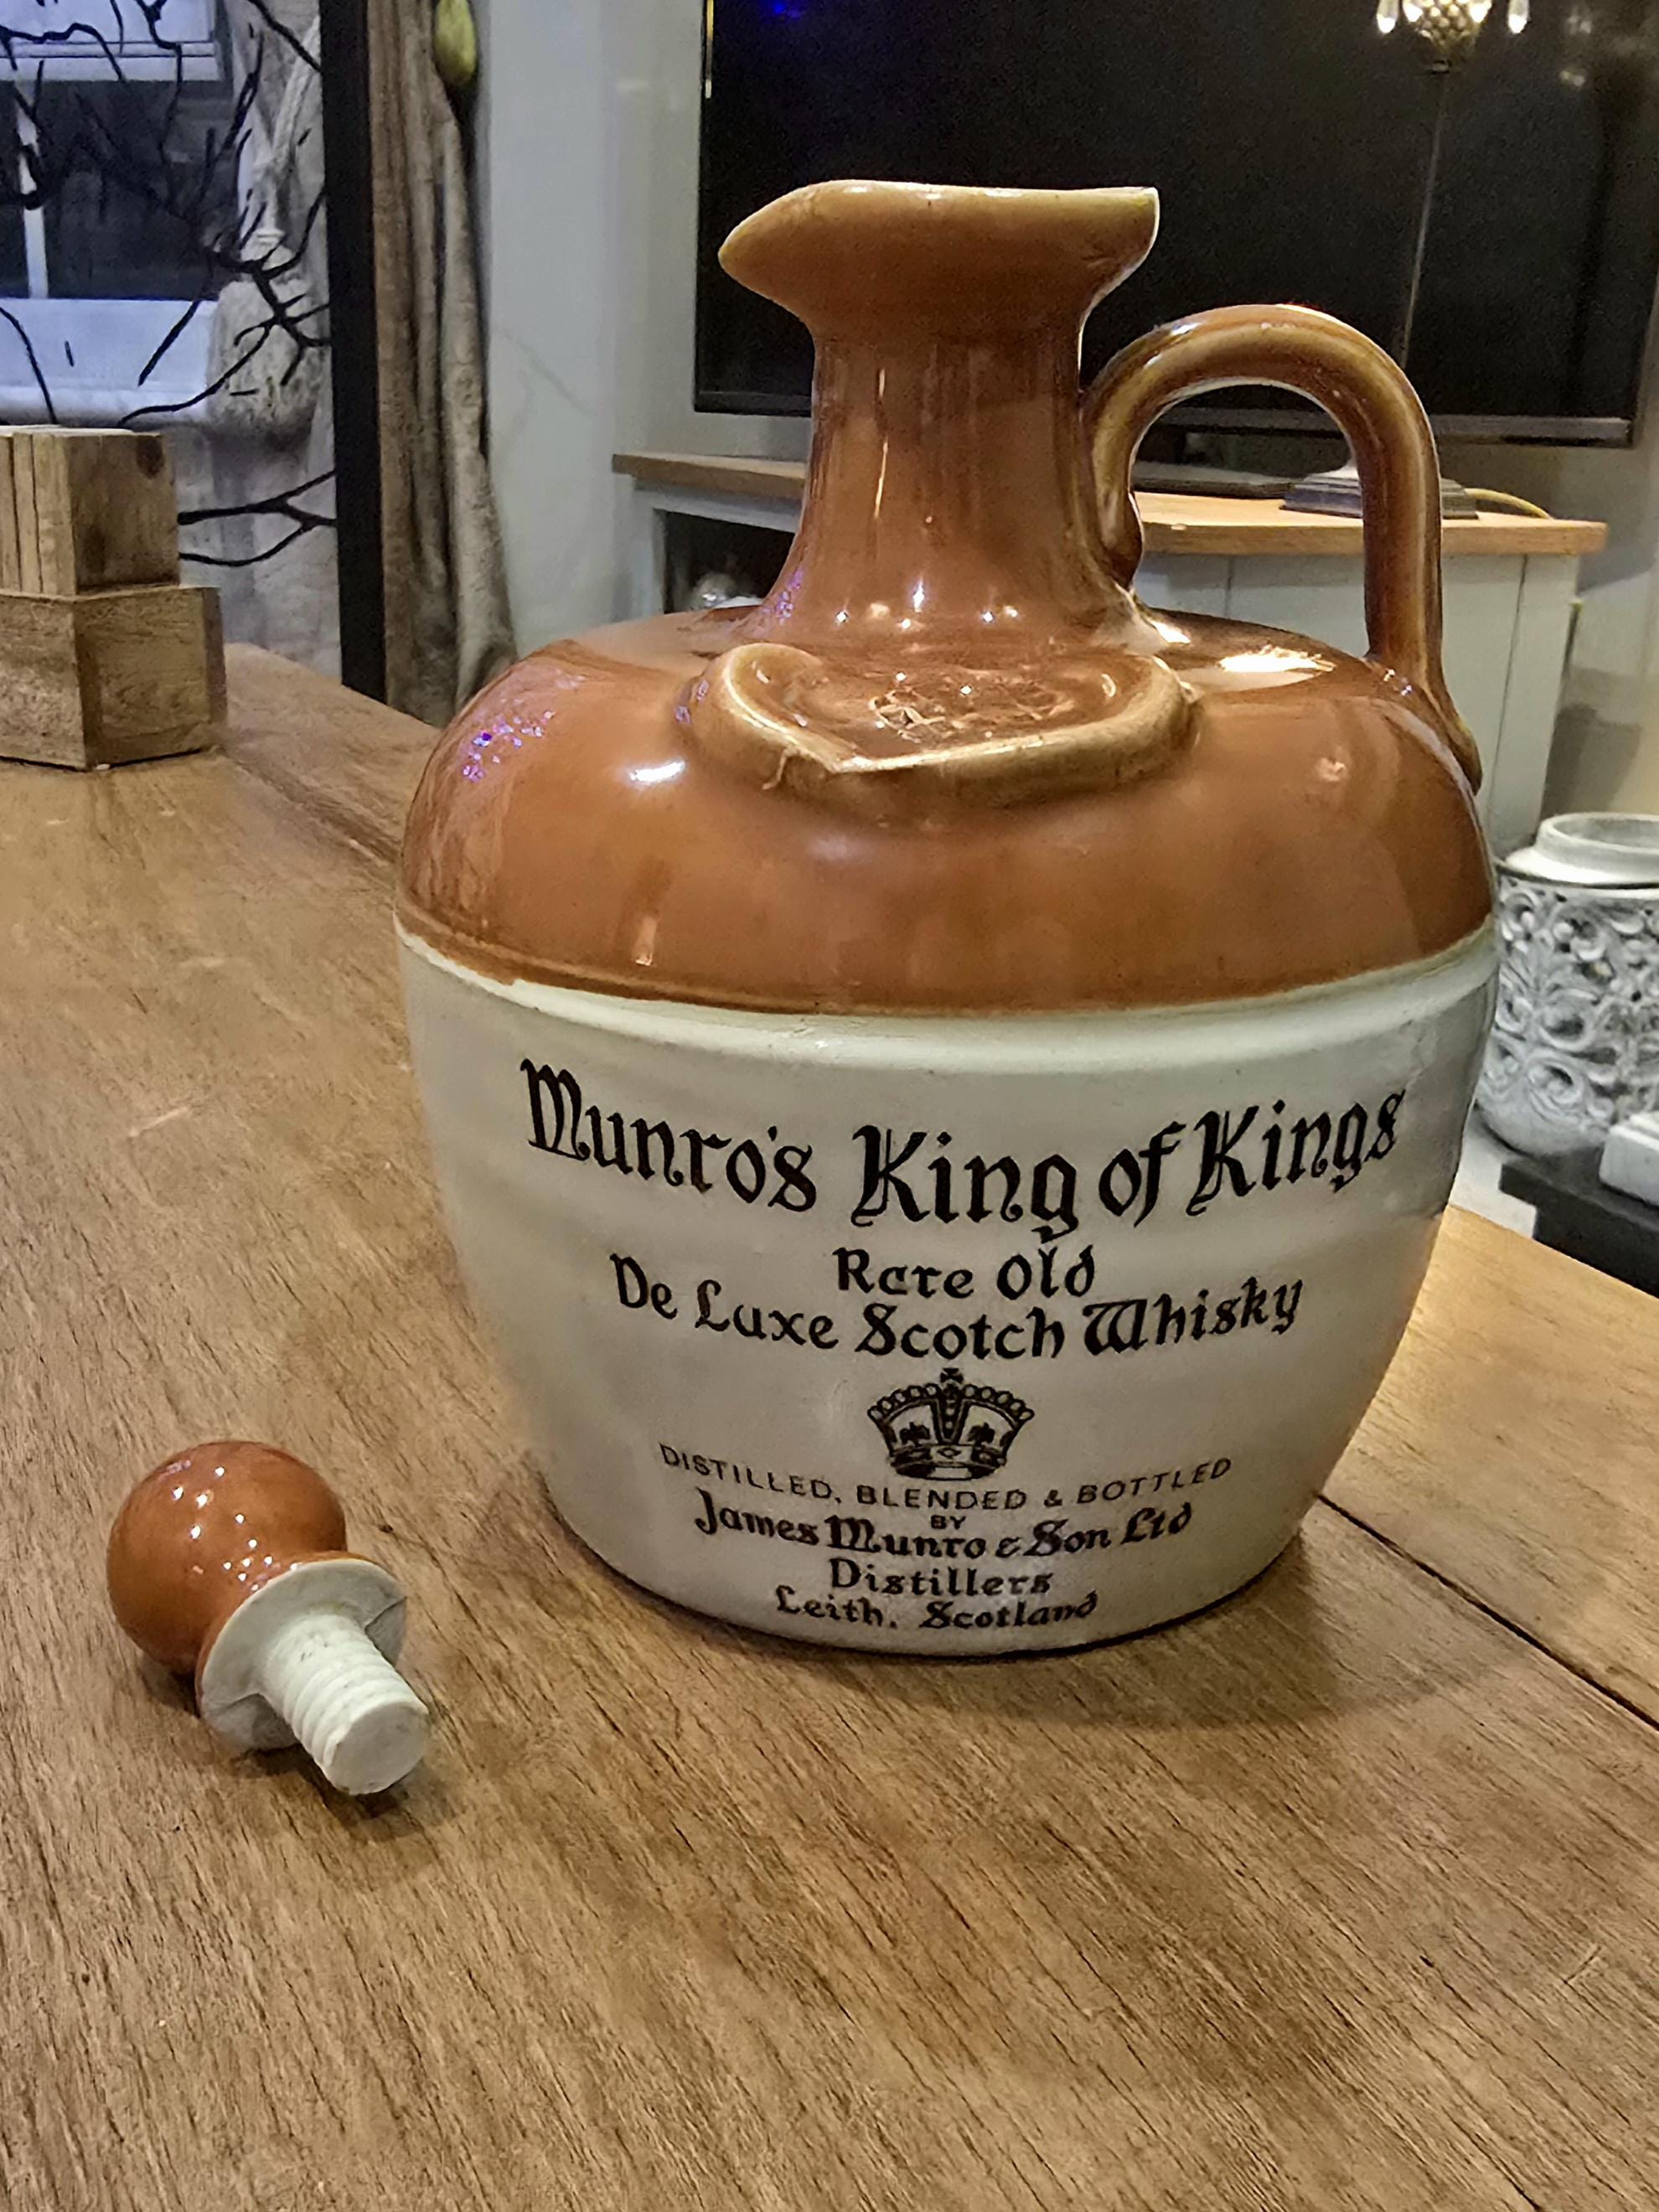 Munro's King of Kings
Rare Old
De Luxe Scotch Whisky
DISTILLED, BLENDED & BOTTLED
BY
James Munro & Son Ltd
Distillers
Leith, Scotland